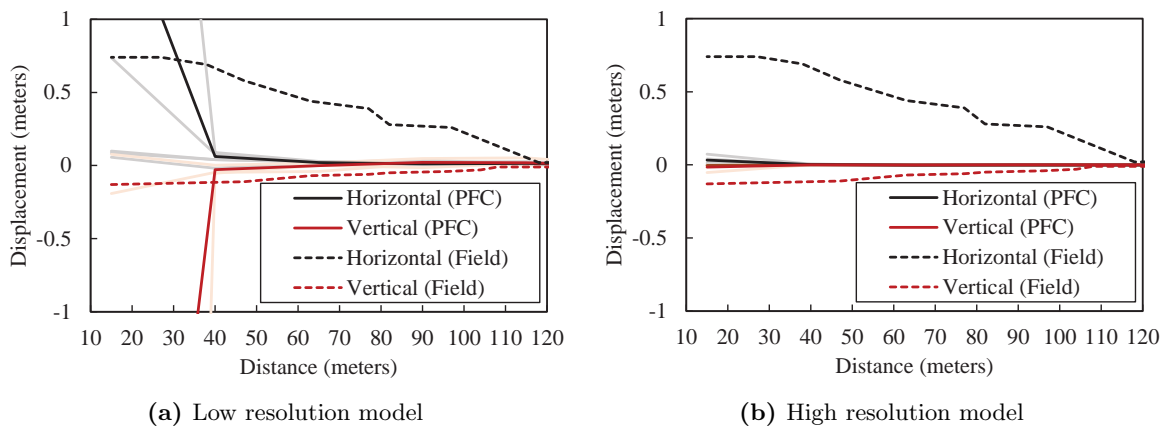 Displacement (meters)
1
0.5
0
-0.5
-1
Horizontal (PFC)
Vertical (PFC)
Horizontal (Field)
Vertical (Field)
10 20 30 40 50 60 70 80 90 100 110 120
Distance (meters)
(a) Low resolution model
Displacement (meters)
1
0.5
0
-0.5
-1
Horizontal (PFC)
Vertical (PFC)
Horizontal (Field)
Vertical (Field)
10 20 30 40 50 60 70 80 90 100 110 120
Distance (meters)
(b) High resolution model